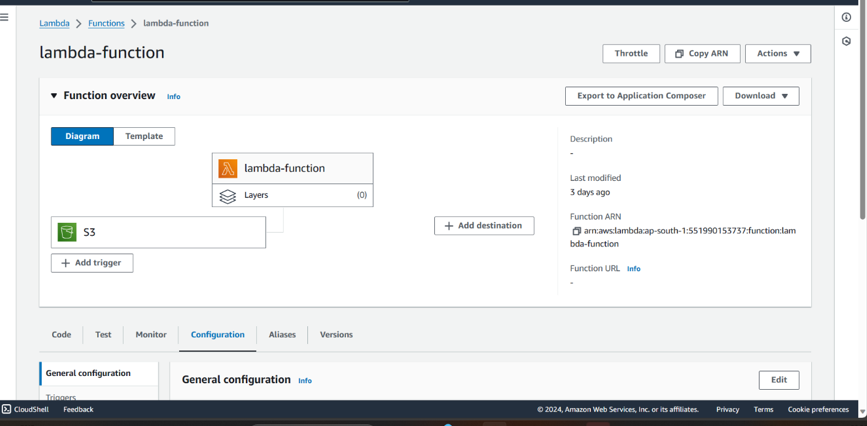 Lambda > Functions > lambda-function
lambda-function
Throttle
Copy ARN
Actions
Function overview Info
Export to Application Composer
Download
Diagram
Template
lambda-function
Layers (0)
S3
+ Add trigger
+ Add destination
Description
-
Last modified
3 days ago
Function ARN
arn:aws:lambda:ap-south-1:551990153737:function:lam
bda-function
Function URL Info
-
Code
Test
Monitor
Configuration
Aliases
Versions
General configuration
Triggers
General configuration Info
Edit
CloudShell
Feedback
© 2024, Amazon Web Services, Inc. or its affiliates.
Privacy
Terms
Cookie preferences